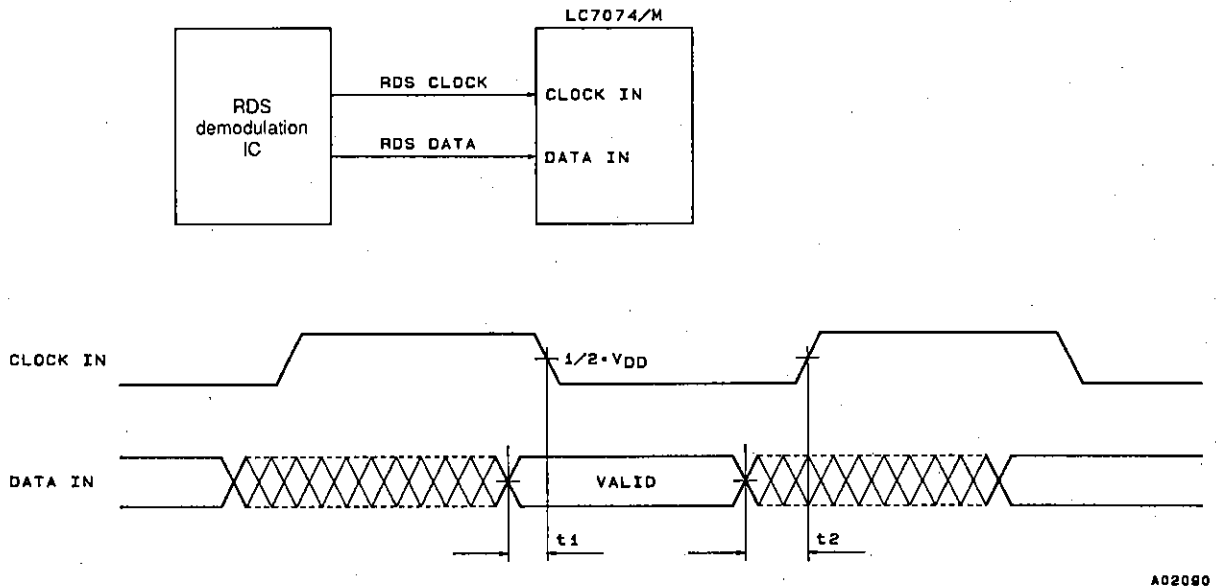 LC7074/M
RDS
demodulation
IC
RDS CLOCK
CLOCK IN
RDS DATA
DATA IN
CLOCK IN
1/2•VDD
DATA IN
VALID
t1
t2
A02090